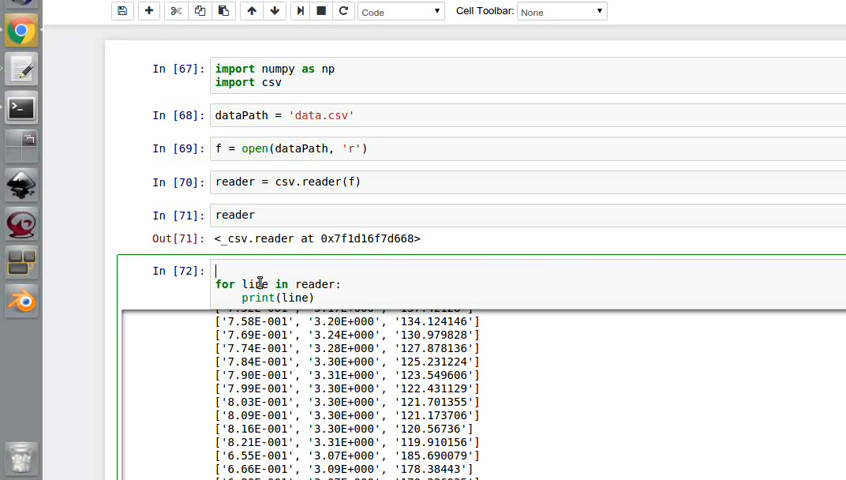 Code
Cell Toolbar:
None
In [67]:
import numpy as np
import csv
In [68]:
dataPath = 'data.csv'
In [69]:
f = open(dataPath, 'r')
In [70]:
reader = csv.reader(f)
In [71]:
reader
Out[71]:
<_csv.reader at 0x7f1d16f7d668>
In [72]:
for line in reader:
print(line)
['7.58E-001', '3.20E+000', '134.124146']
['7.69E-001', '3.24E+000', '130.979828']
['7.74E-001', '3.28E+000', '127.878136']
['7.84E-001', '3.30E+000', '125.231224']
['7.90E-001', '3.31E+000', '123.549606']
['7.99E-001', '3.30E+000', '122.431129']
['8.03E-001', '3.30E+000', '121.701355']
['8.09E-001', '3.30E+000', '121.173706']
['8.16E-001', '3.30E+000', '120.56736']
['8.21E-001', '3.31E+000', '119.910156']
['6.55E-001', '3.07E+000', '185.690079']
['6.66E-001', '3.09E+000', '178.38443']